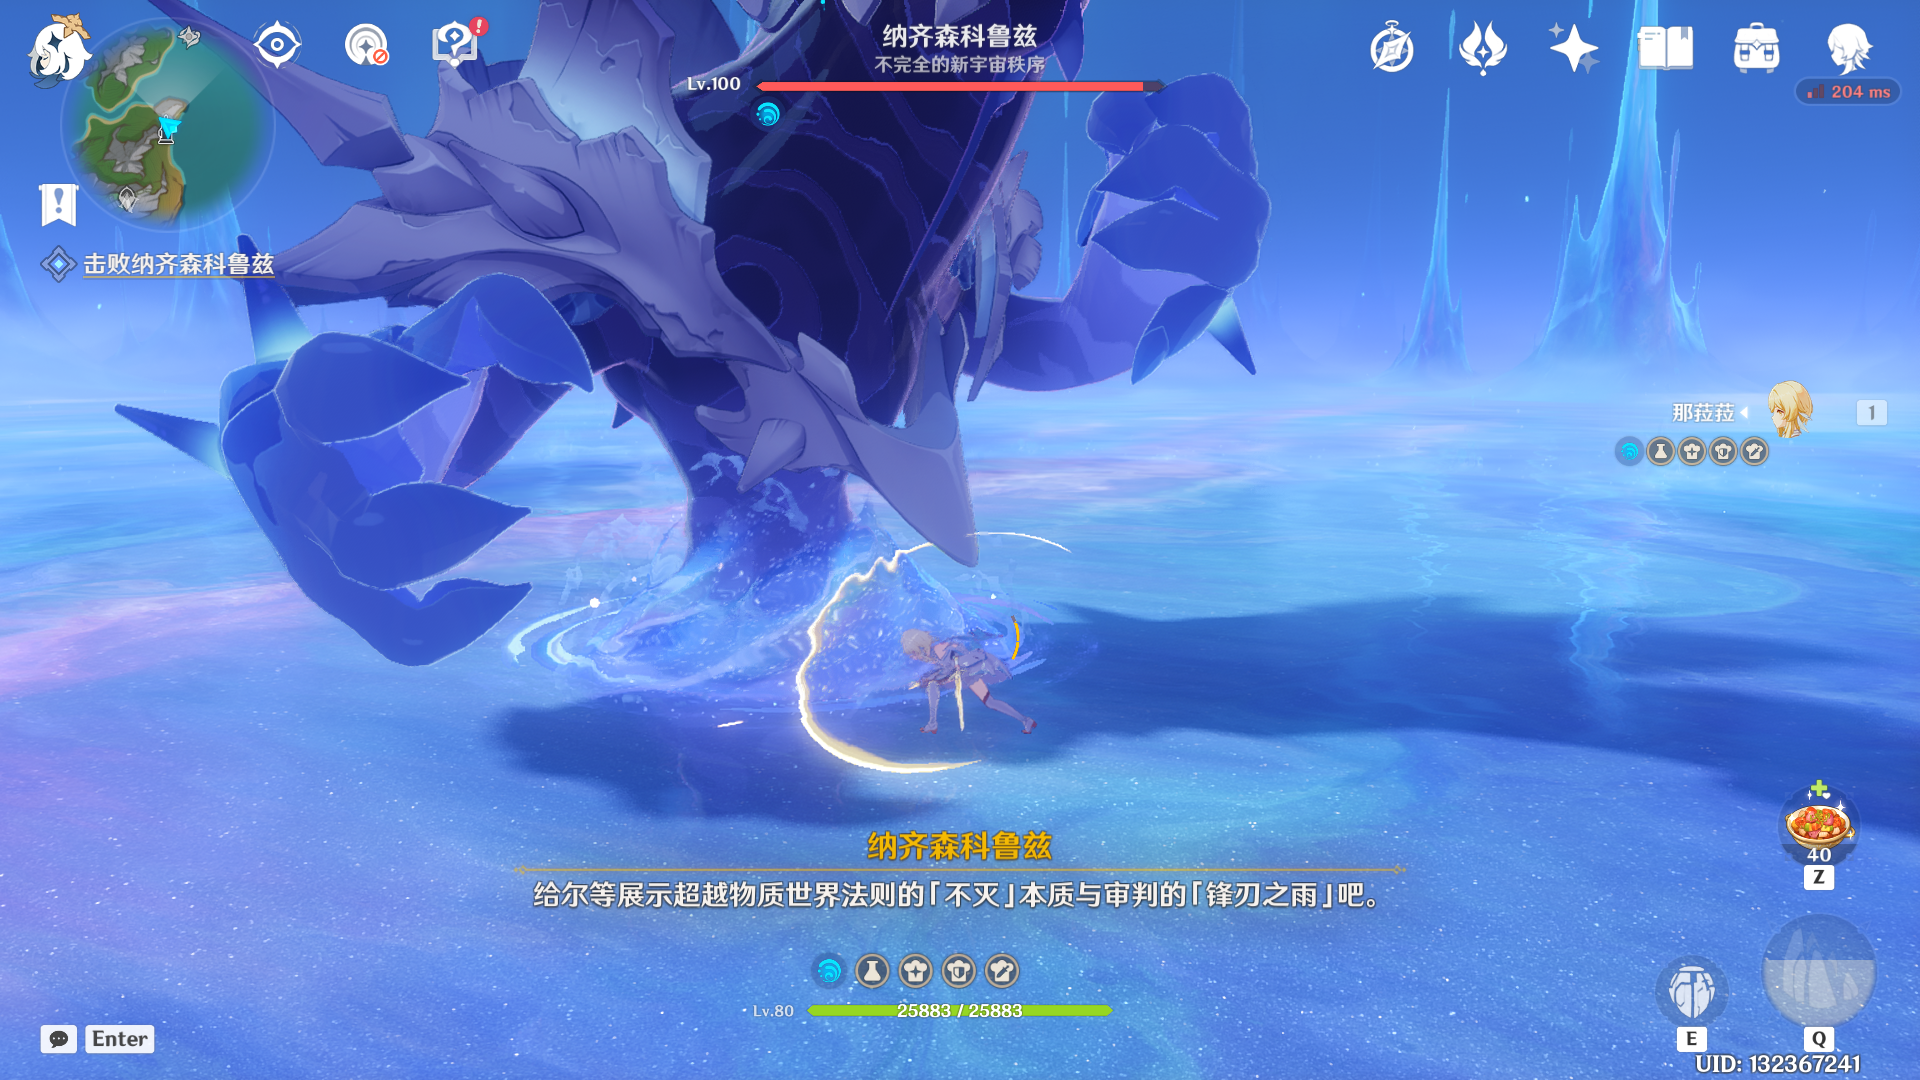 纳齐森科鲁兹
不完全的新宇宙秩序
Lv.100
204 ms
击败纳齐森科鲁兹
那菈菈
1
40
Z
纳齐森科鲁兹
给尔等展示超越物质世界法则的「不灭」本质与审判的「锋刃之雨」吧。
Lv.80
25883 / 25883
Enter
E
Q
UID: 132367241